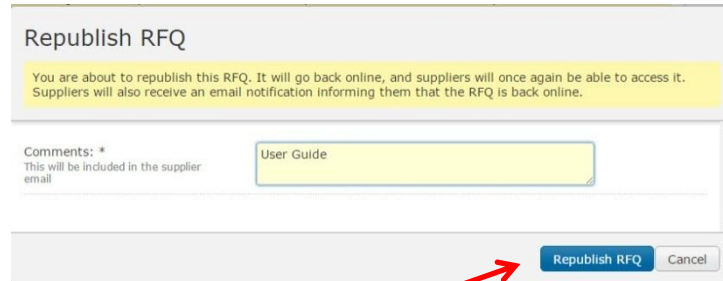 Republish RFQ
You are about to republish this RFQ. It will go back online, and suppliers will once again be able to access it.
Suppliers will also receive an email notification informing them that the RFQ is back online.
Comments: *
This will be included in the supplier
email
User Guide
Republish RFQ
Cancel